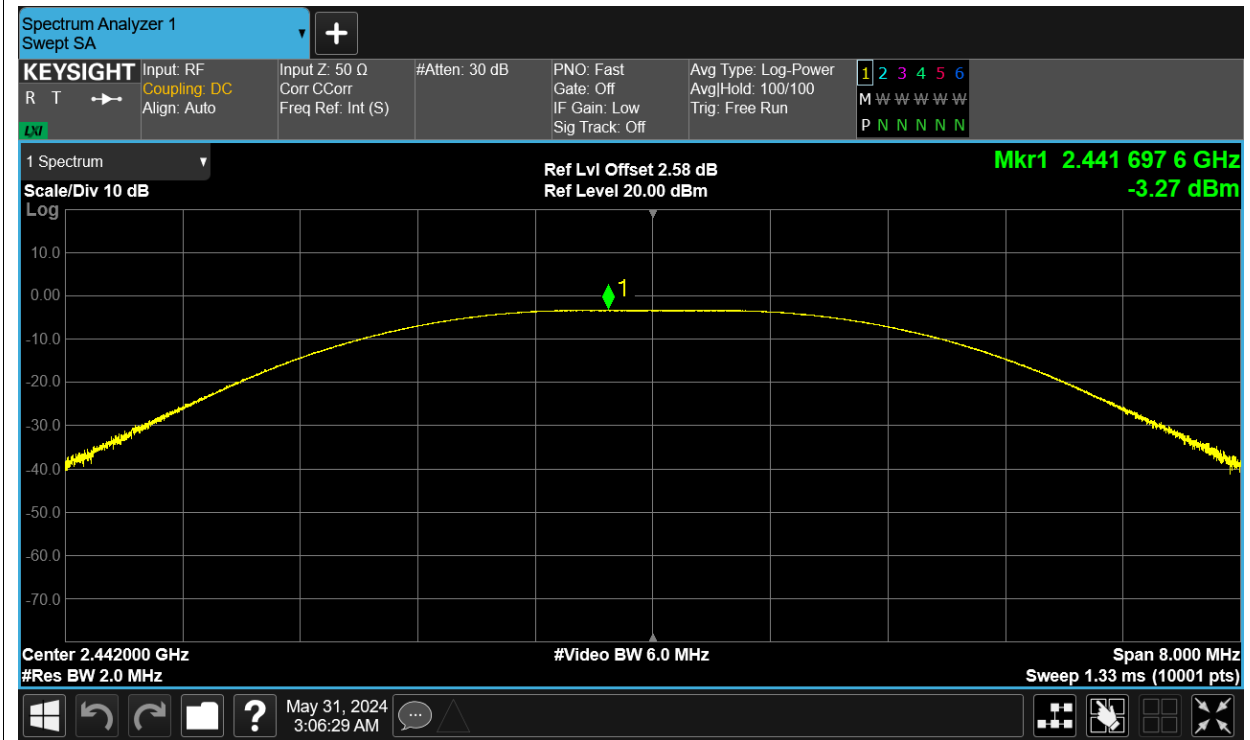 Spectrum Analyzer 1
Swept SA
KEYSIGHT
R T
LXI
Input: RF
Coupling: DC
Align: Auto
Input Z: 50 Ω
Corr CCorr
Freq Ref: Int (S)
#Atten: 30 dB
PNO: Fast
Gate: Off
IF Gain: Low
Sig Track: Off
Avg Type: Log-Power
Avg|Hold: 100/100
Trig: Free Run
1 2 3 4 5 6
M W W W W W
P N N N N N
1 Spectrum
Scale/Div 10 dB
Log
Ref Lvl Offset 2.58 dB
Ref Level 20.00 dBm
Mkr1 2.441 697 6 GHz
-3.27 dBm
10.0
0.00
-10.0
-20.0
-30.0
-40.0
-50.0
-60.0
-70.0
1
Center 2.442000 GHz
#Res BW 2.0 MHz
#Video BW 6.0 MHz
Span 8.000 MHz
Sweep 1.33 ms (10001 pts)
?
May 31, 2024
3:06:29 AM